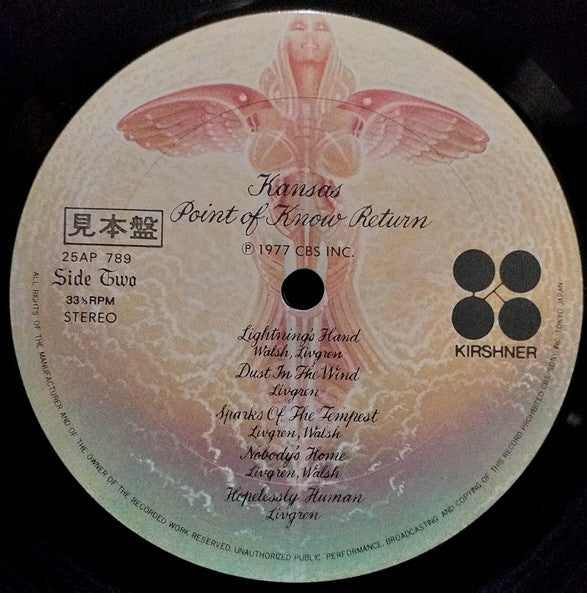 Kansas
Point of Know Return
℗ 1977 CBS INC.
見本盤
25AP 789
Side Two
33⅓RPM
STEREO
KIRSHNER
Lightning's Hand
Walsh, Livgren
Dust In The Wind
Livgren
Sparks Of The Tempest
Livgren, Walsh
Nobody's Home
Livgren, Walsh
Hopelessly Human
Livgren
ALL RIGHTS OF THE MANUFACTURER AND OF THE OWNER OF THE RECORDED WORK RESERVED. UNAUTHORIZED PUBLIC PERFORMANCE, BROADCASTING AND COPYING OF THIS RECORD PROHIBITED CBS/SONY INC. TOKYO JAPAN